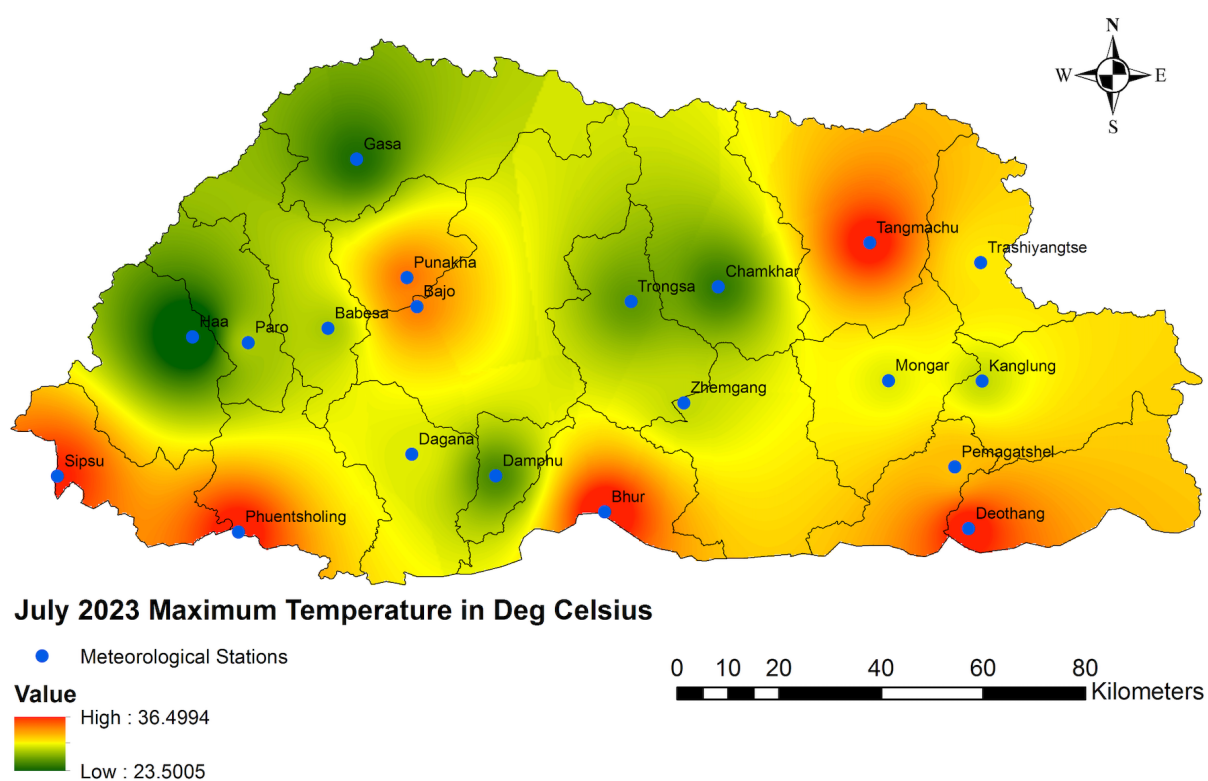 N
W E
S
Gasa
Tangmachu
Punakha
Trashiyangtse
Chamkhar
Trongsa
Bajo
Babesa
Haa
Paro
Mongar
Kanglung
Zhemgang
Dagana
Pemagatshel
Sipsu
Damphu
Bhur
Phuentsholing
Deothang
July 2023 Maximum Temperature in Deg Celsius
Meteorological Stations
0 10 20 40 60 80
Kilometers
Value
High : 36.4994
Low : 23.5005